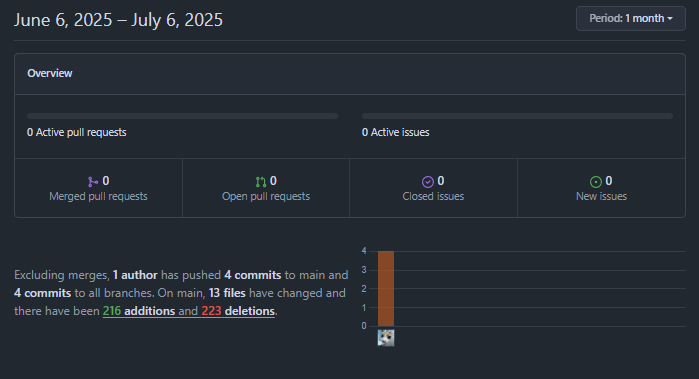 June 6, 2025 – July 6, 2025
Period: 1 month
Overview
0 Active pull requests
0 Active issues
0
Merged pull requests
0
Open pull requests
0
Closed issues
0
New issues
Excluding merges, 1 author has pushed 4 commits to main and
4 commits to all branches. On main, 13 files have changed and
there have been 216 additions and 223 deletions.
4
3
2
1
0